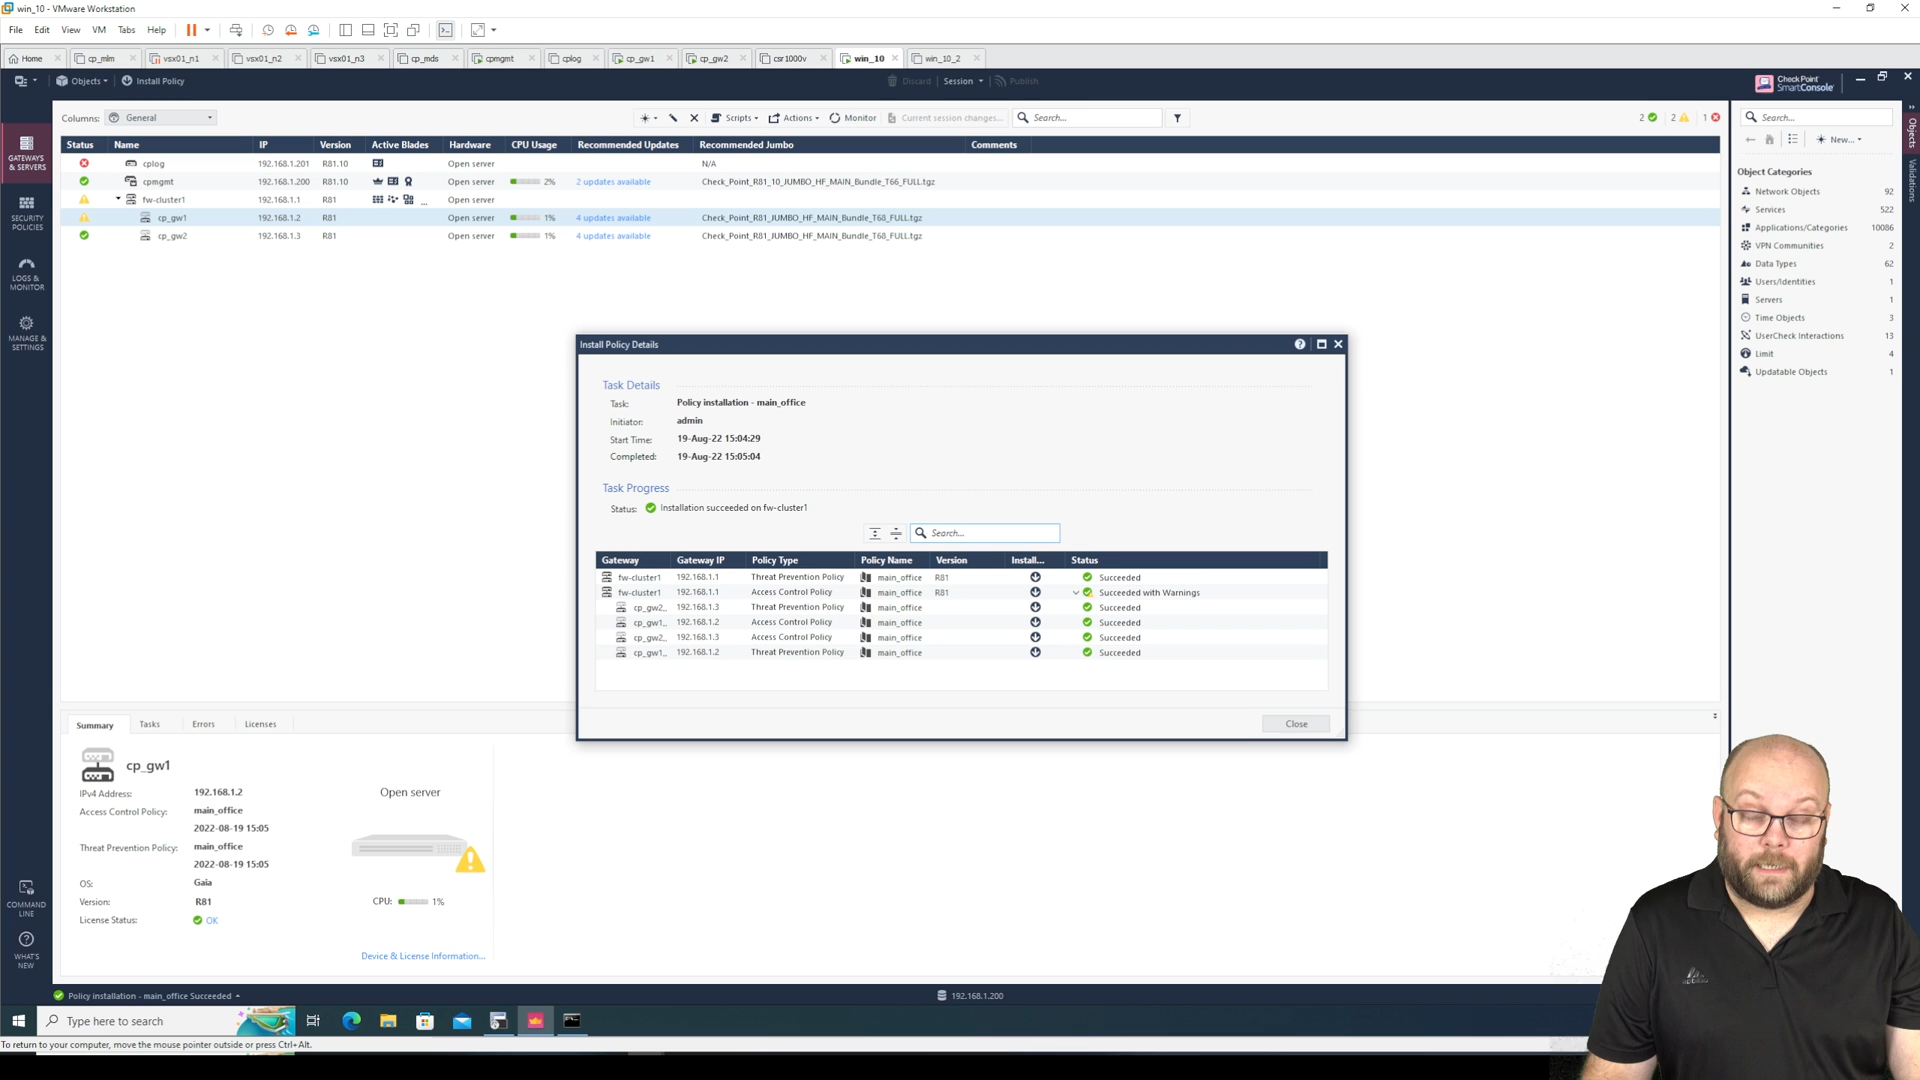 win_10 - VMware Workstation
File Edit View VM Tabs Help
Home cp_mlm vsx01_n1 vsx01_n2 vsx01_n3 cp_mds cpmgmt cplog cp_gw1 cp_gw2 csr1000v win_10 win_10_2
Objects Install Policy Discard Session Publish Check Point SmartConsole
Columns: General Scripts Actions Monitor Current session changes... Search... 2 2 1
Status Name IP Version Active Blades Hardware CPU Usage Recommended Updates Recommended Jumbo Comments
cplog 192.168.1.201 R81.10 Open server N/A
cpmgmt 192.168.1.200 R81.10 Open server 2% 2 updates available Check_Point_R81_10_JUMBO_HF_MAIN_Bundle_T66_FULL.tgz
fw-cluster1 192.168.1.1 R81 ... Open server
cp_gw1 192.168.1.2 R81 Open server 1% 4 updates available Check_Point_R81_JUMBO_HF_MAIN_Bundle_T68_FULL.tgz
cp_gw2 192.168.1.3 R81 Open server 1% 4 updates available Check_Point_R81_JUMBO_HF_MAIN_Bundle_T68_FULL.tgz
GATEWAYS
& SERVERS
SECURITY
POLICIES
LOGS &
MONITOR
MANAGE &
SETTINGS
COMMAND
LINE
WHAT'S
NEW
Install Policy Details
Task Details
Task: Policy installation - main_office
Initiator: admin
Start Time: 19-Aug-22 15:04:29
Completed: 19-Aug-22 15:05:04
Task Progress
Status: Installation succeeded on fw-cluster1
Search...
Gateway Gateway IP Policy Type Policy Name Version Install... Status
fw-cluster1 192.168.1.1 Threat Prevention Policy main_office R81 Succeeded
fw-cluster1 192.168.1.1 Access Control Policy main_office R81 Succeeded with Warnings
cp_gw2.. 192.168.1.3 Threat Prevention Policy main_office Succeeded
cp_gw1.. 192.168.1.2 Access Control Policy main_office Succeeded
cp_gw2.. 192.168.1.3 Access Control Policy main_office Succeeded
cp_gw1.. 192.168.1.2 Threat Prevention Policy main_office Succeeded
Close
Summary Tasks Errors Licenses
cp_gw1
IPv4 Address: 192.168.1.2
Access Control Policy: main_office
2022-08-19 15:05
Threat Prevention Policy: main_office
2022-08-19 15:05
OS: Gaia
Version: R81
License Status: OK
Open server
CPU: 1%
Device & License Information...
Search...
New...
Object Categories
Network Objects 92
Services 522
Applications/Categories 10086
VPN Communities 2
Data Types 62
Users/Identities 1
Servers 1
Time Objects 3
UserCheck Interactions 13
Limit 4
Updatable Objects 1
Objects
Validations
Policy installation - main_office Succeeded 192.168.1.200
Type here to search
To return to your computer, move the mouse pointer outside or press Ctrl+Alt.